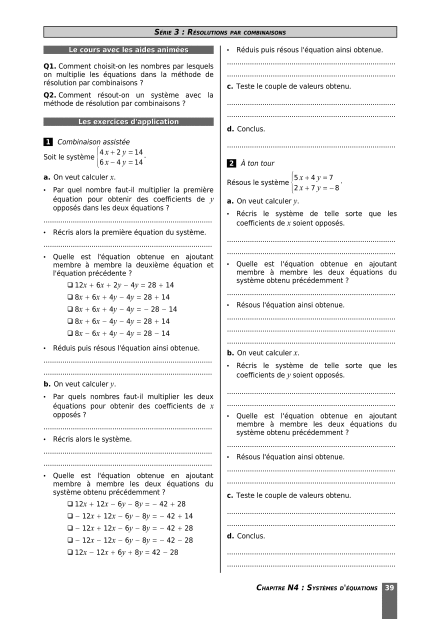 SÉRIE 3 : RÉSOLUTIONS PAR COMBINAISONS
Le cours avec les aides animées
Q1. Comment choisit-on les nombres par lesquels
on multiplie les équations dans la méthode de
résolution par combinaisons ?
Q2. Comment résout-on un système avec la
méthode de résolution par combinaisons ?
Les exercices d'application
1 Combinaison assistée
Soit le système {4x + 2y = 14
6x − 4y = 14 .
a. On veut calculer x.
• Par quel nombre faut-il multiplier la première
équation pour obtenir des coefficients de y
opposés dans les deux équations ?
• Récris alors la première équation du système.
• Quelle est l'équation obtenue en ajoutant
membre à membre la deuxième équation et
l'équation précédente ?
❑ 12x + 6x + 2y − 4y = 28 + 14
❑ 8x + 6x + 4y − 4y = 28 + 14
❑ 8x + 6x + 4y − 4y = − 28 − 14
❑ 8x + 6x − 4y − 4y = 28 + 14
❑ 8x − 6x + 4y − 4y = 28 − 14
• Réduis puis résous l'équation ainsi obtenue.
b. On veut calculer y.
• Par quels nombres faut-il multiplier les deux
équations pour obtenir des coefficients de x
opposés ?
• Récris alors le système.
• Quelle est l'équation obtenue en ajoutant
membre à membre les deux équations du
système obtenu précédemment ?
❑ 12x + 12x − 6y − 8y = − 42 + 28
❑ − 12x + 12x − 6y − 8y = − 42 + 14
❑ − 12x + 12x − 6y − 8y = − 42 + 28
❑ − 12x − 12x − 6y − 8y = − 42 − 28
❑ 12x − 12x + 6y + 8y = 42 − 28
• Réduis puis résous l'équation ainsi obtenue.
c. Teste le couple de valeurs obtenu.
d. Conclus.
2 À ton tour
Résous le système {5x + 4y = 7
2x + 7y = − 8 .
a. On veut calculer y.
• Récris le système de telle sorte que les
coefficients de x soient opposés.
• Quelle est l'équation obtenue en ajoutant
membre à membre les deux équations du
système obtenu précédemment ?
• Résous l'équation ainsi obtenue.
b. On veut calculer x.
• Récris le système de telle sorte que les
coefficients de y soient opposés.
• Quelle est l'équation obtenue en ajoutant
membre à membre les deux équations du
système obtenu précédemment ?
• Résous l'équation ainsi obtenue.
c. Teste le couple de valeurs obtenu.
d. Conclus.
CHAPITRE N4 : SYSTÈMES D'ÉQUATIONS 39